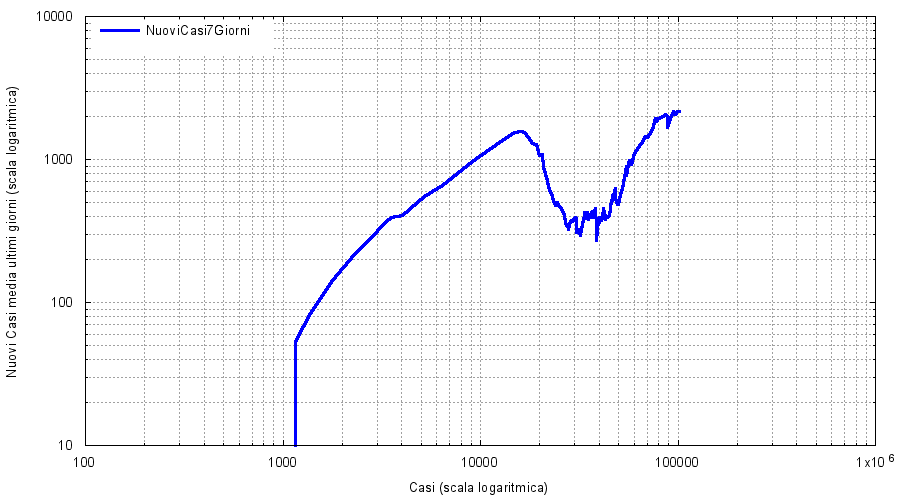 NuoviCasi7Giorni
10000
1000
100
10
Nuovi Casi media ultimi giorni (scala logaritmica)
100
1000
10000
100000
1x10 6
Casi (scala logaritmica)